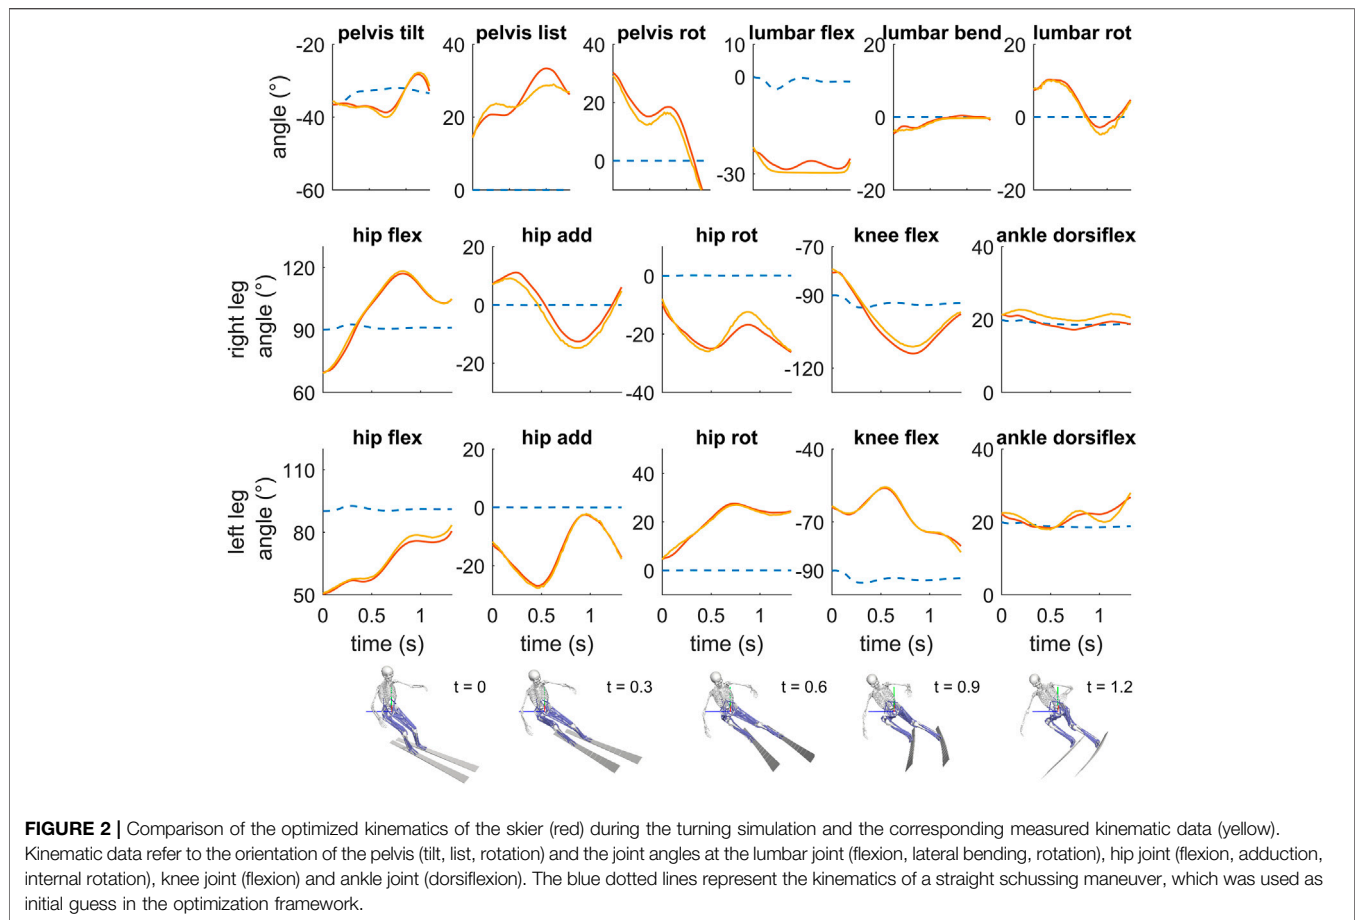 pelvis tilt pelvis list pelvis rot lumbar flex lumbar bend lumbar rot
angle (°)
-20 -40 -60
40 20 0
40 20 0
10 0 -30
20 0 -20
20 0 -20
hip flex hip add hip rot knee flex ankle dorsiflex
right leg
angle (°)
120 90 60
20 0 -20
0 -20 -40
-70 -90 -120
40 20 0
hip flex hip add hip rot knee flex ankle dorsiflex
left leg
angle (°)
110 80 50
20 0 -20
40 20 0
-40 -70 -90
40 20 0
0 0.5 1 0 0.5 1 0 0.5 1 0 0.5 1 0 0.5 1
time (s) time (s) time (s) time (s) time (s)
t = 0 t = 0.3 t = 0.6 t = 0.9 t = 1.2
FIGURE 2 | Comparison of the optimized kinematics of the skier (red) during the turning simulation and the corresponding measured kinematic data (yellow).
Kinematic data refer to the orientation of the pelvis (tilt, list, rotation) and the joint angles at the lumbar joint (flexion, lateral bending, rotation), hip joint (flexion, adduction,
internal rotation), knee joint (flexion) and ankle joint (dorsiflexion). The blue dotted lines represent the kinematics of a straight schussing maneuver, which was used as
initial guess in the optimization framework.